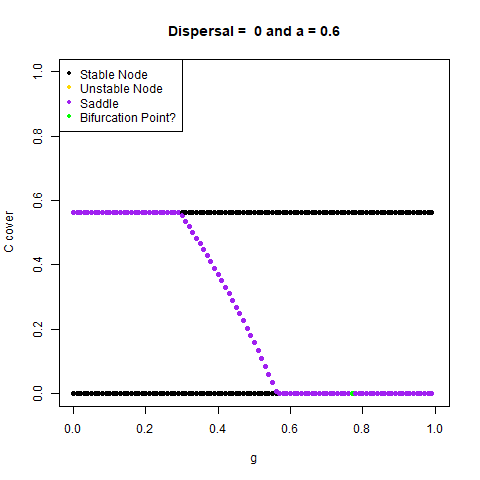 Dispersal =  0 and a = 0.6
Stable Node
Unstable Node
Saddle
Bifurcation Point?
C cover
1.0
0.8
0.6
0.4
0.2
0.0
0.0 0.2 0.4 0.6 0.8 1.0
g